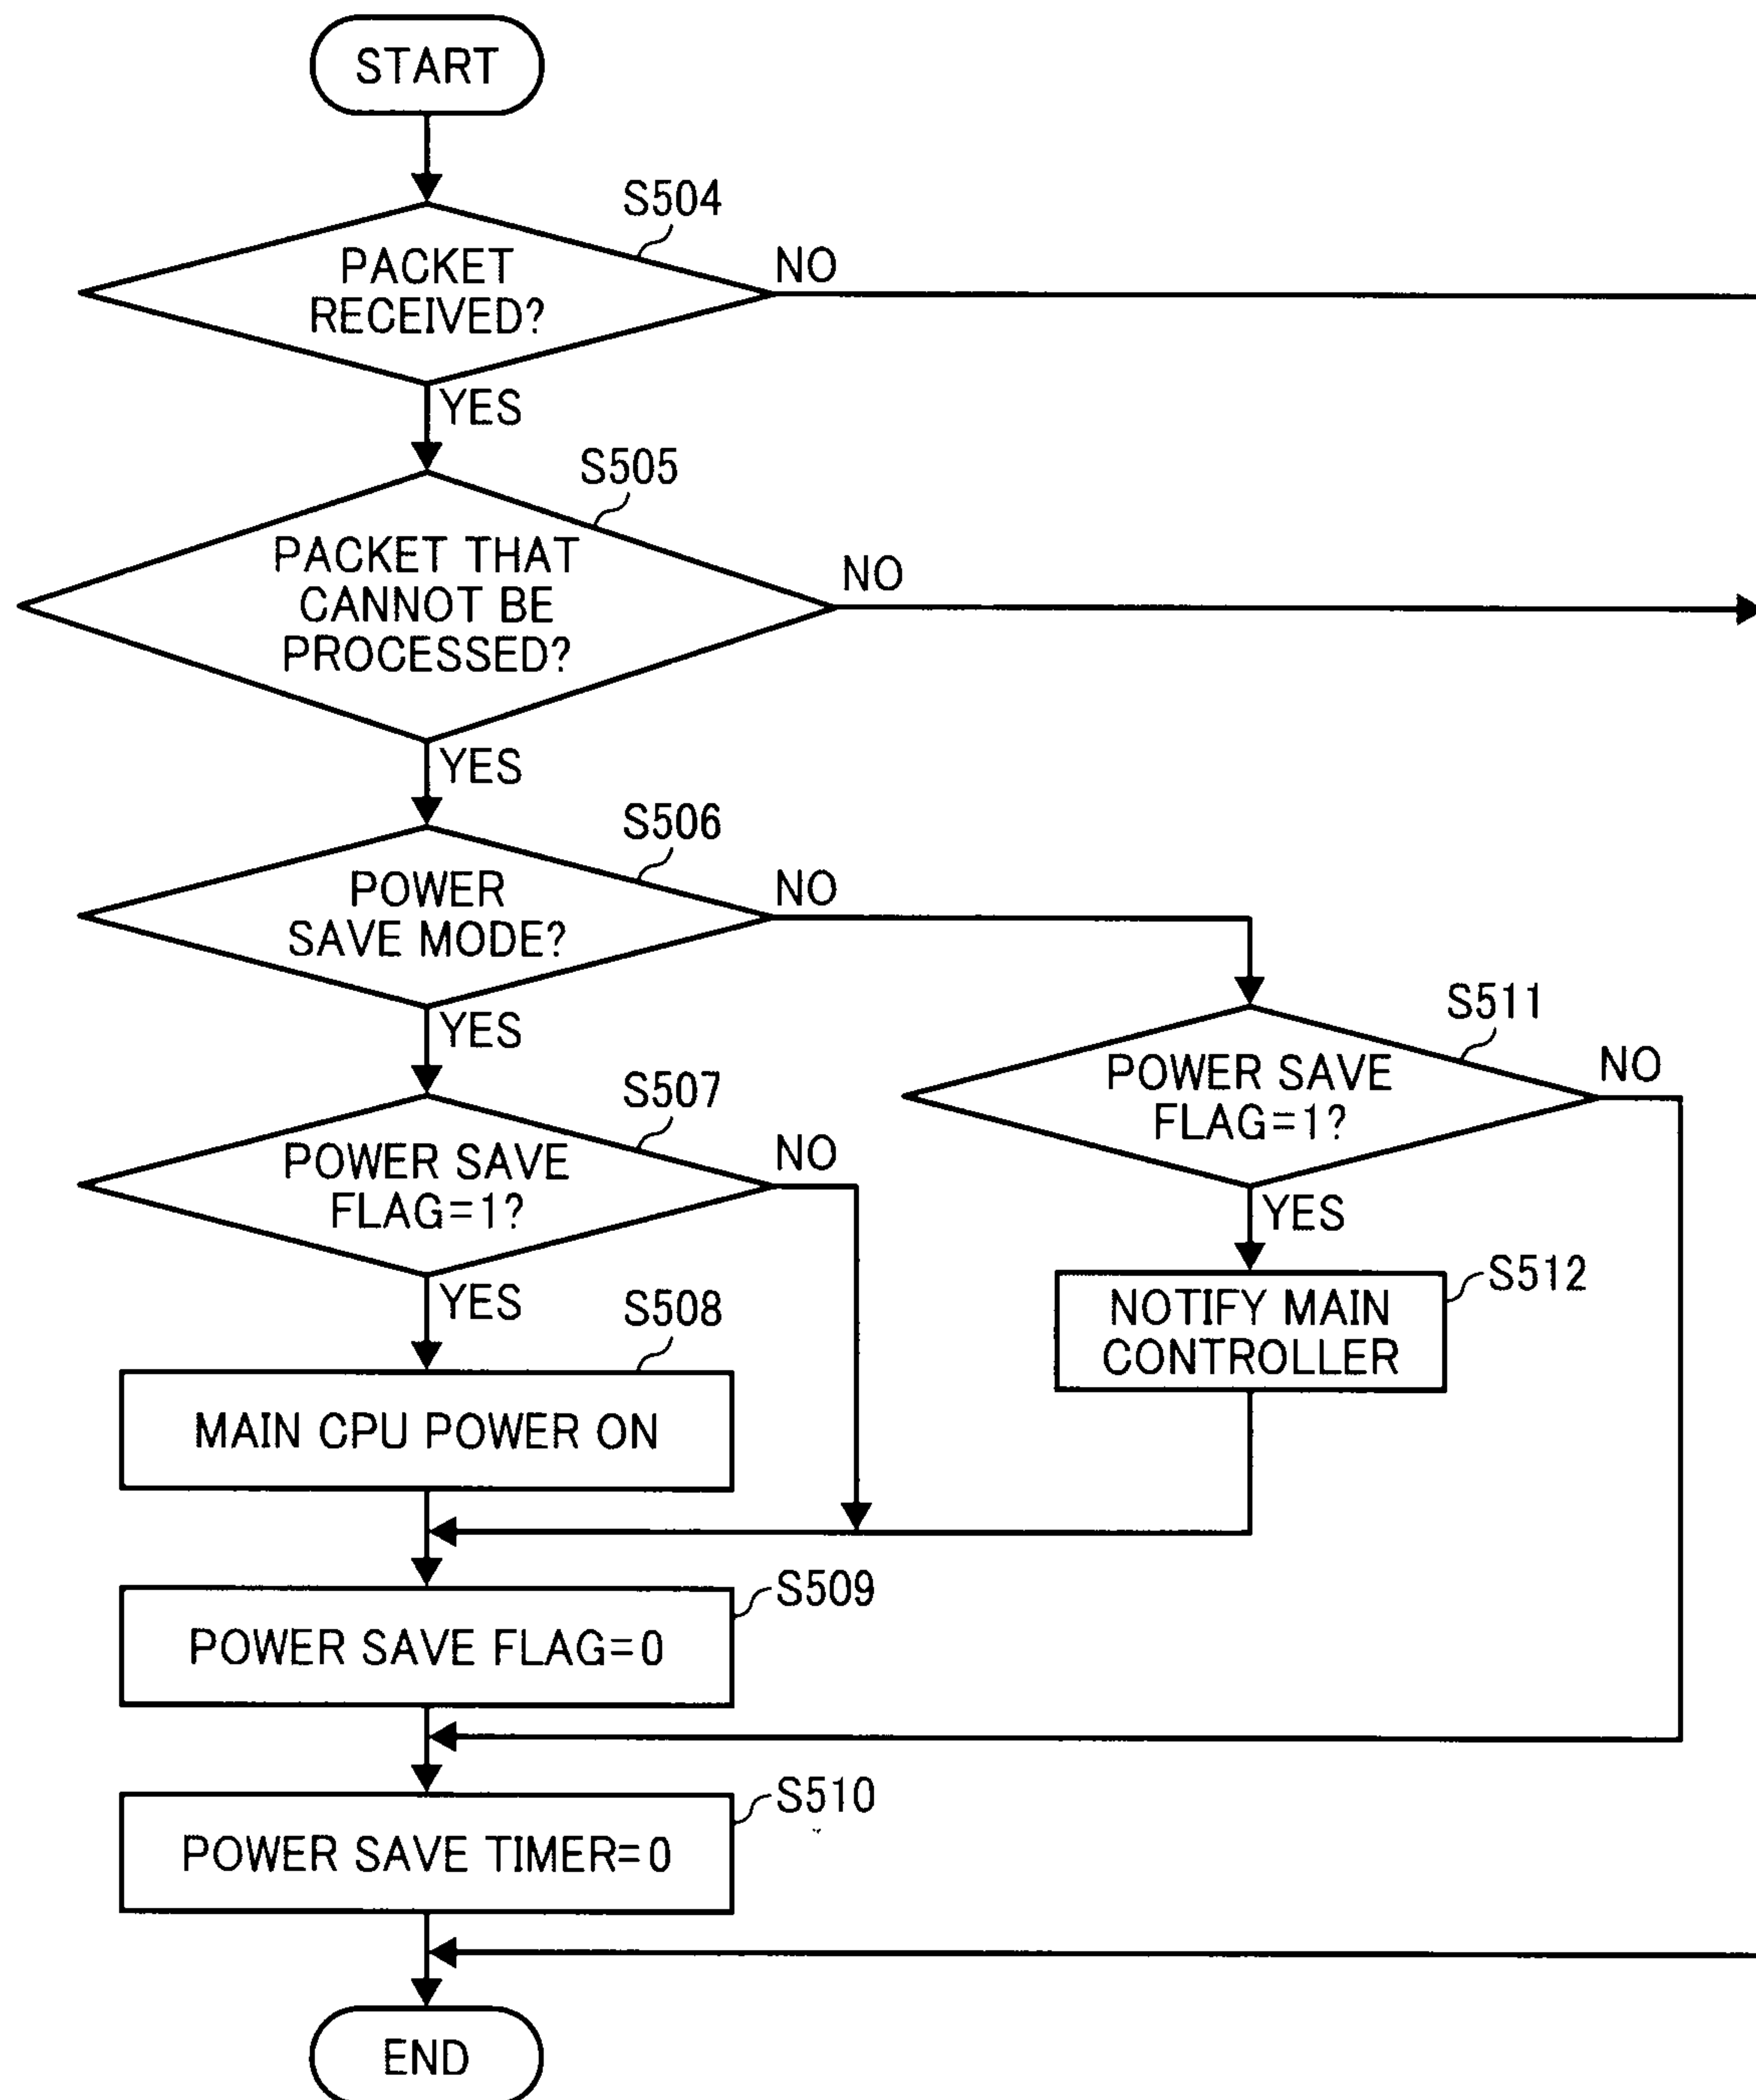 START
S504
PACKET
RECEIVED?
NO
YES
S505
PACKET THAT
CANNOT BE
PROCESSED?
NO
YES
S506
POWER
SAVE MODE?
NO
YES
S511
POWER SAVE
FLAG=1?
NO
YES
S507
POWER SAVE
FLAG=1?
NO
YES
S512
NOTIFY MAIN
CONTROLLER
S508
MAIN CPU POWER ON
S509
POWER SAVE FLAG=0
S510
POWER SAVE TIMER=0
END